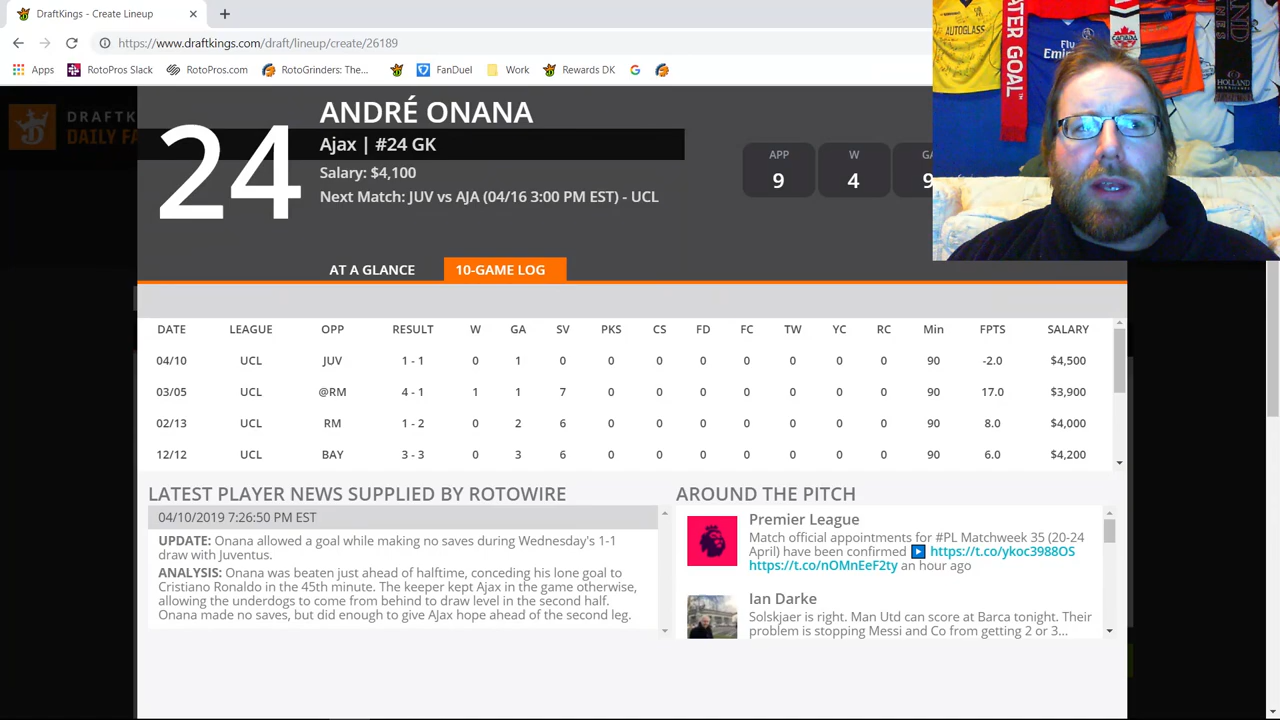 DraftKings - Create Lineup
https://www.draftkings.com/draft/lineup/create/26189
Apps RotoPros Slack RotoPros.com RotoGrinders: The... FanDuel Work Rewards DK
DRAFTK
DAILY FA
24
ANDRÉ ONANA
Ajax | #24 GK
Salary: $4,100
Next Match: JUV vs AJA (04/16 3:00 PM EST) - UCL
APP W GA
9 4 9
AT A GLANCE 10-GAME LOG
DATE LEAGUE OPP RESULT W GA SV PKS CS FD FC TW YC RC Min FPTS SALARY
04/10 UCL JUV 1 - 1 0 1 0 0 0 0 0 0 0 0 90 -2.0 $4,500
03/05 UCL @RM 4 - 1 1 1 7 0 0 0 0 0 0 0 90 17.0 $3,900
02/13 UCL RM 1 - 2 0 2 6 0 0 0 0 0 0 0 90 8.0 $4,000
12/12 UCL BAY 3 - 3 0 3 6 0 0 0 0 0 0 0 90 6.0 $4,200
LATEST PLAYER NEWS SUPPLIED BY ROTOWIRE
04/10/2019 7:26:50 PM EST
UPDATE: Onana allowed a goal while making no saves during Wednesday's 1-1
draw with Juventus.
ANALYSIS: Onana was beaten just ahead of halftime, conceding his lone goal to
Cristiano Ronaldo in the 45th minute. The keeper kept Ajax in the game otherwise,
allowing the underdogs to come from behind to draw level in the second half.
Onana made no saves, but did enough to give Ajax hope ahead of the second leg.
AROUND THE PITCH
Premier League
Match official appointments for #PL Matchweek 35 (20-24
April) have been confirmed https://t.co/ykoc3988OS
https://t.co/nOMnEeF2ty an hour ago
Ian Darke
Solskjaer is right. Man Utd can score at Barca tonight. Their
problem is stopping Messi and Co from getting 2 or 3...
AUTOGLASS
ATER GOAL
Fly
Emir
CANADA
HOLLAND